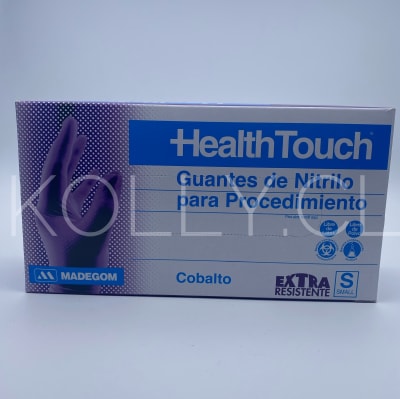 +HealthTouch
Guantes de Nitrilo
para Procedimiento
KOLLY.CL
MADEGOM
Cobalto
EXTRA
RESISTENTE
S
SMALL